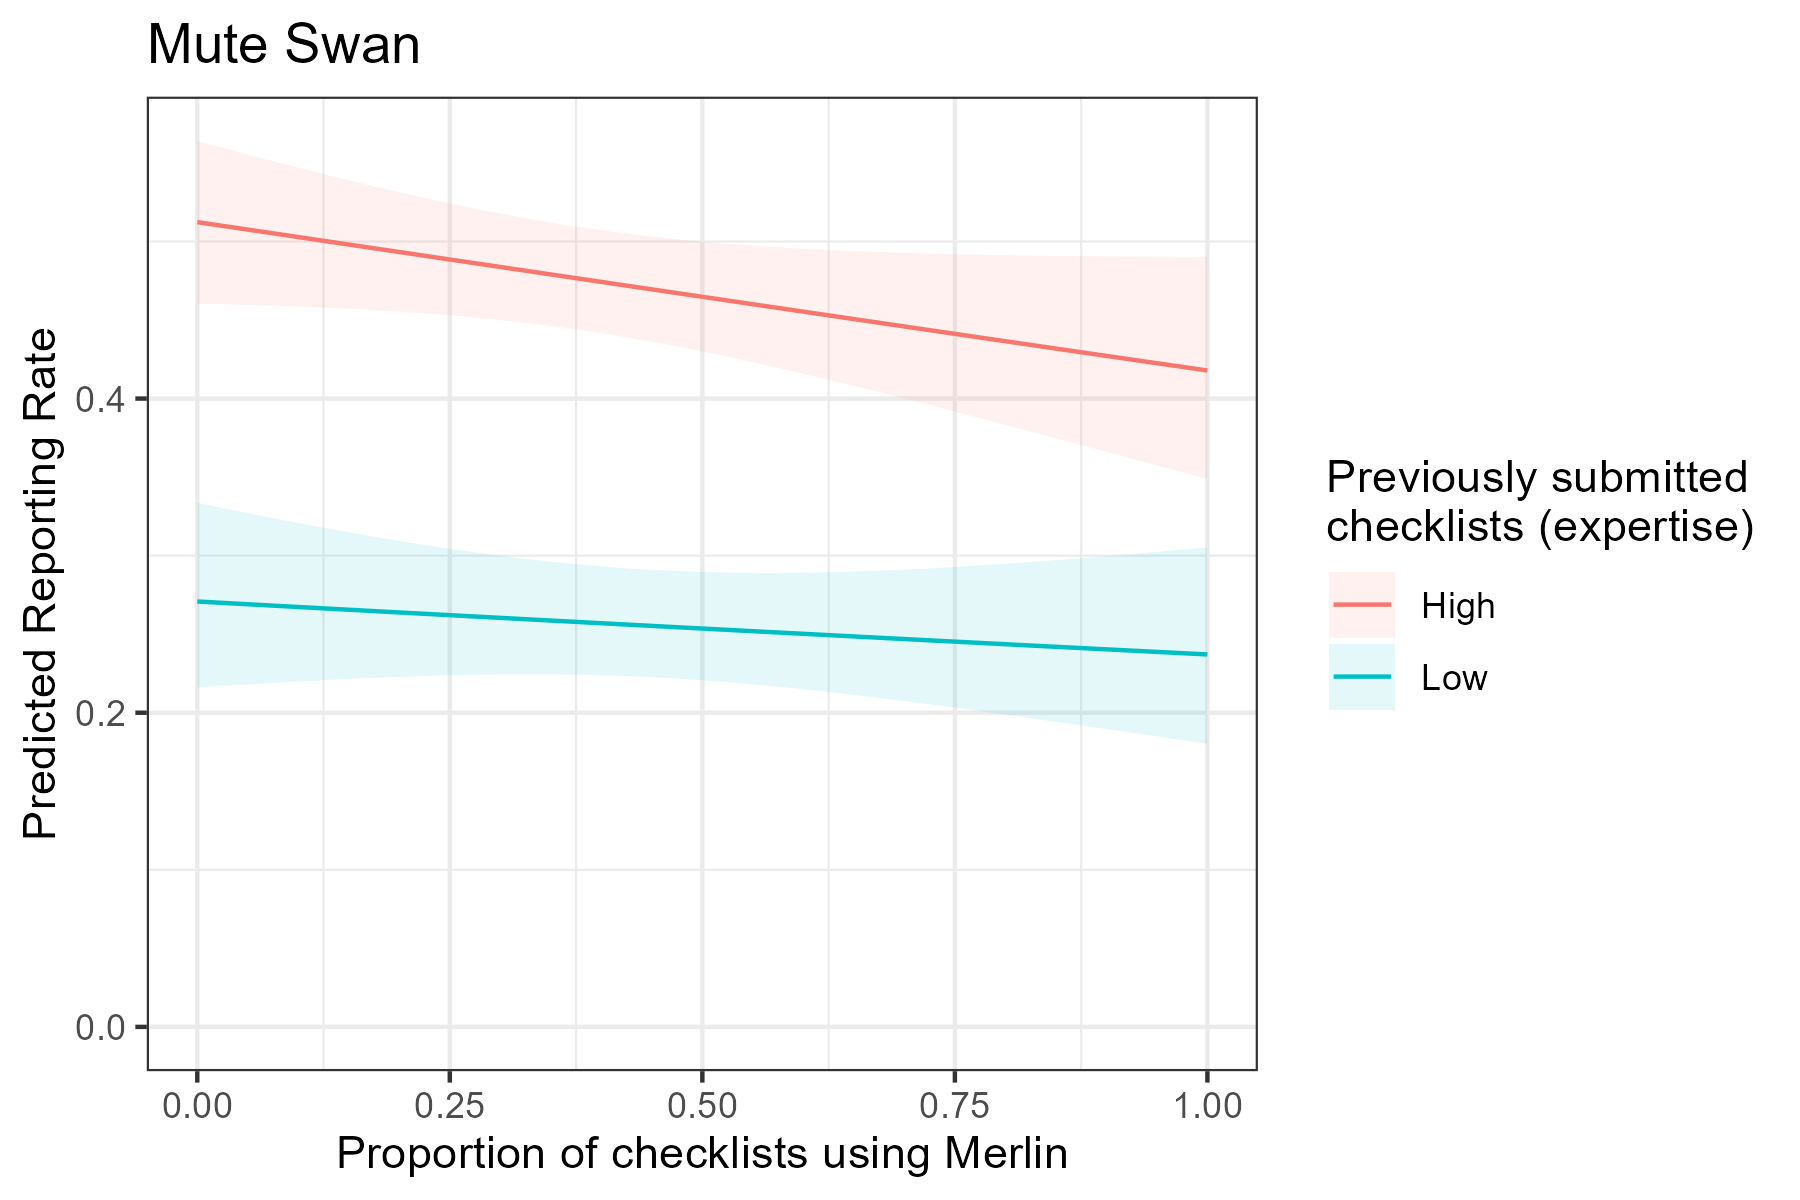 Mute Swan
Predicted Reporting Rate
0.4
0.2
0.0
0.00 0.25 0.50 0.75 1.00
Proportion of checklists using Merlin
Previously submitted
checklists (expertise)
High
Low